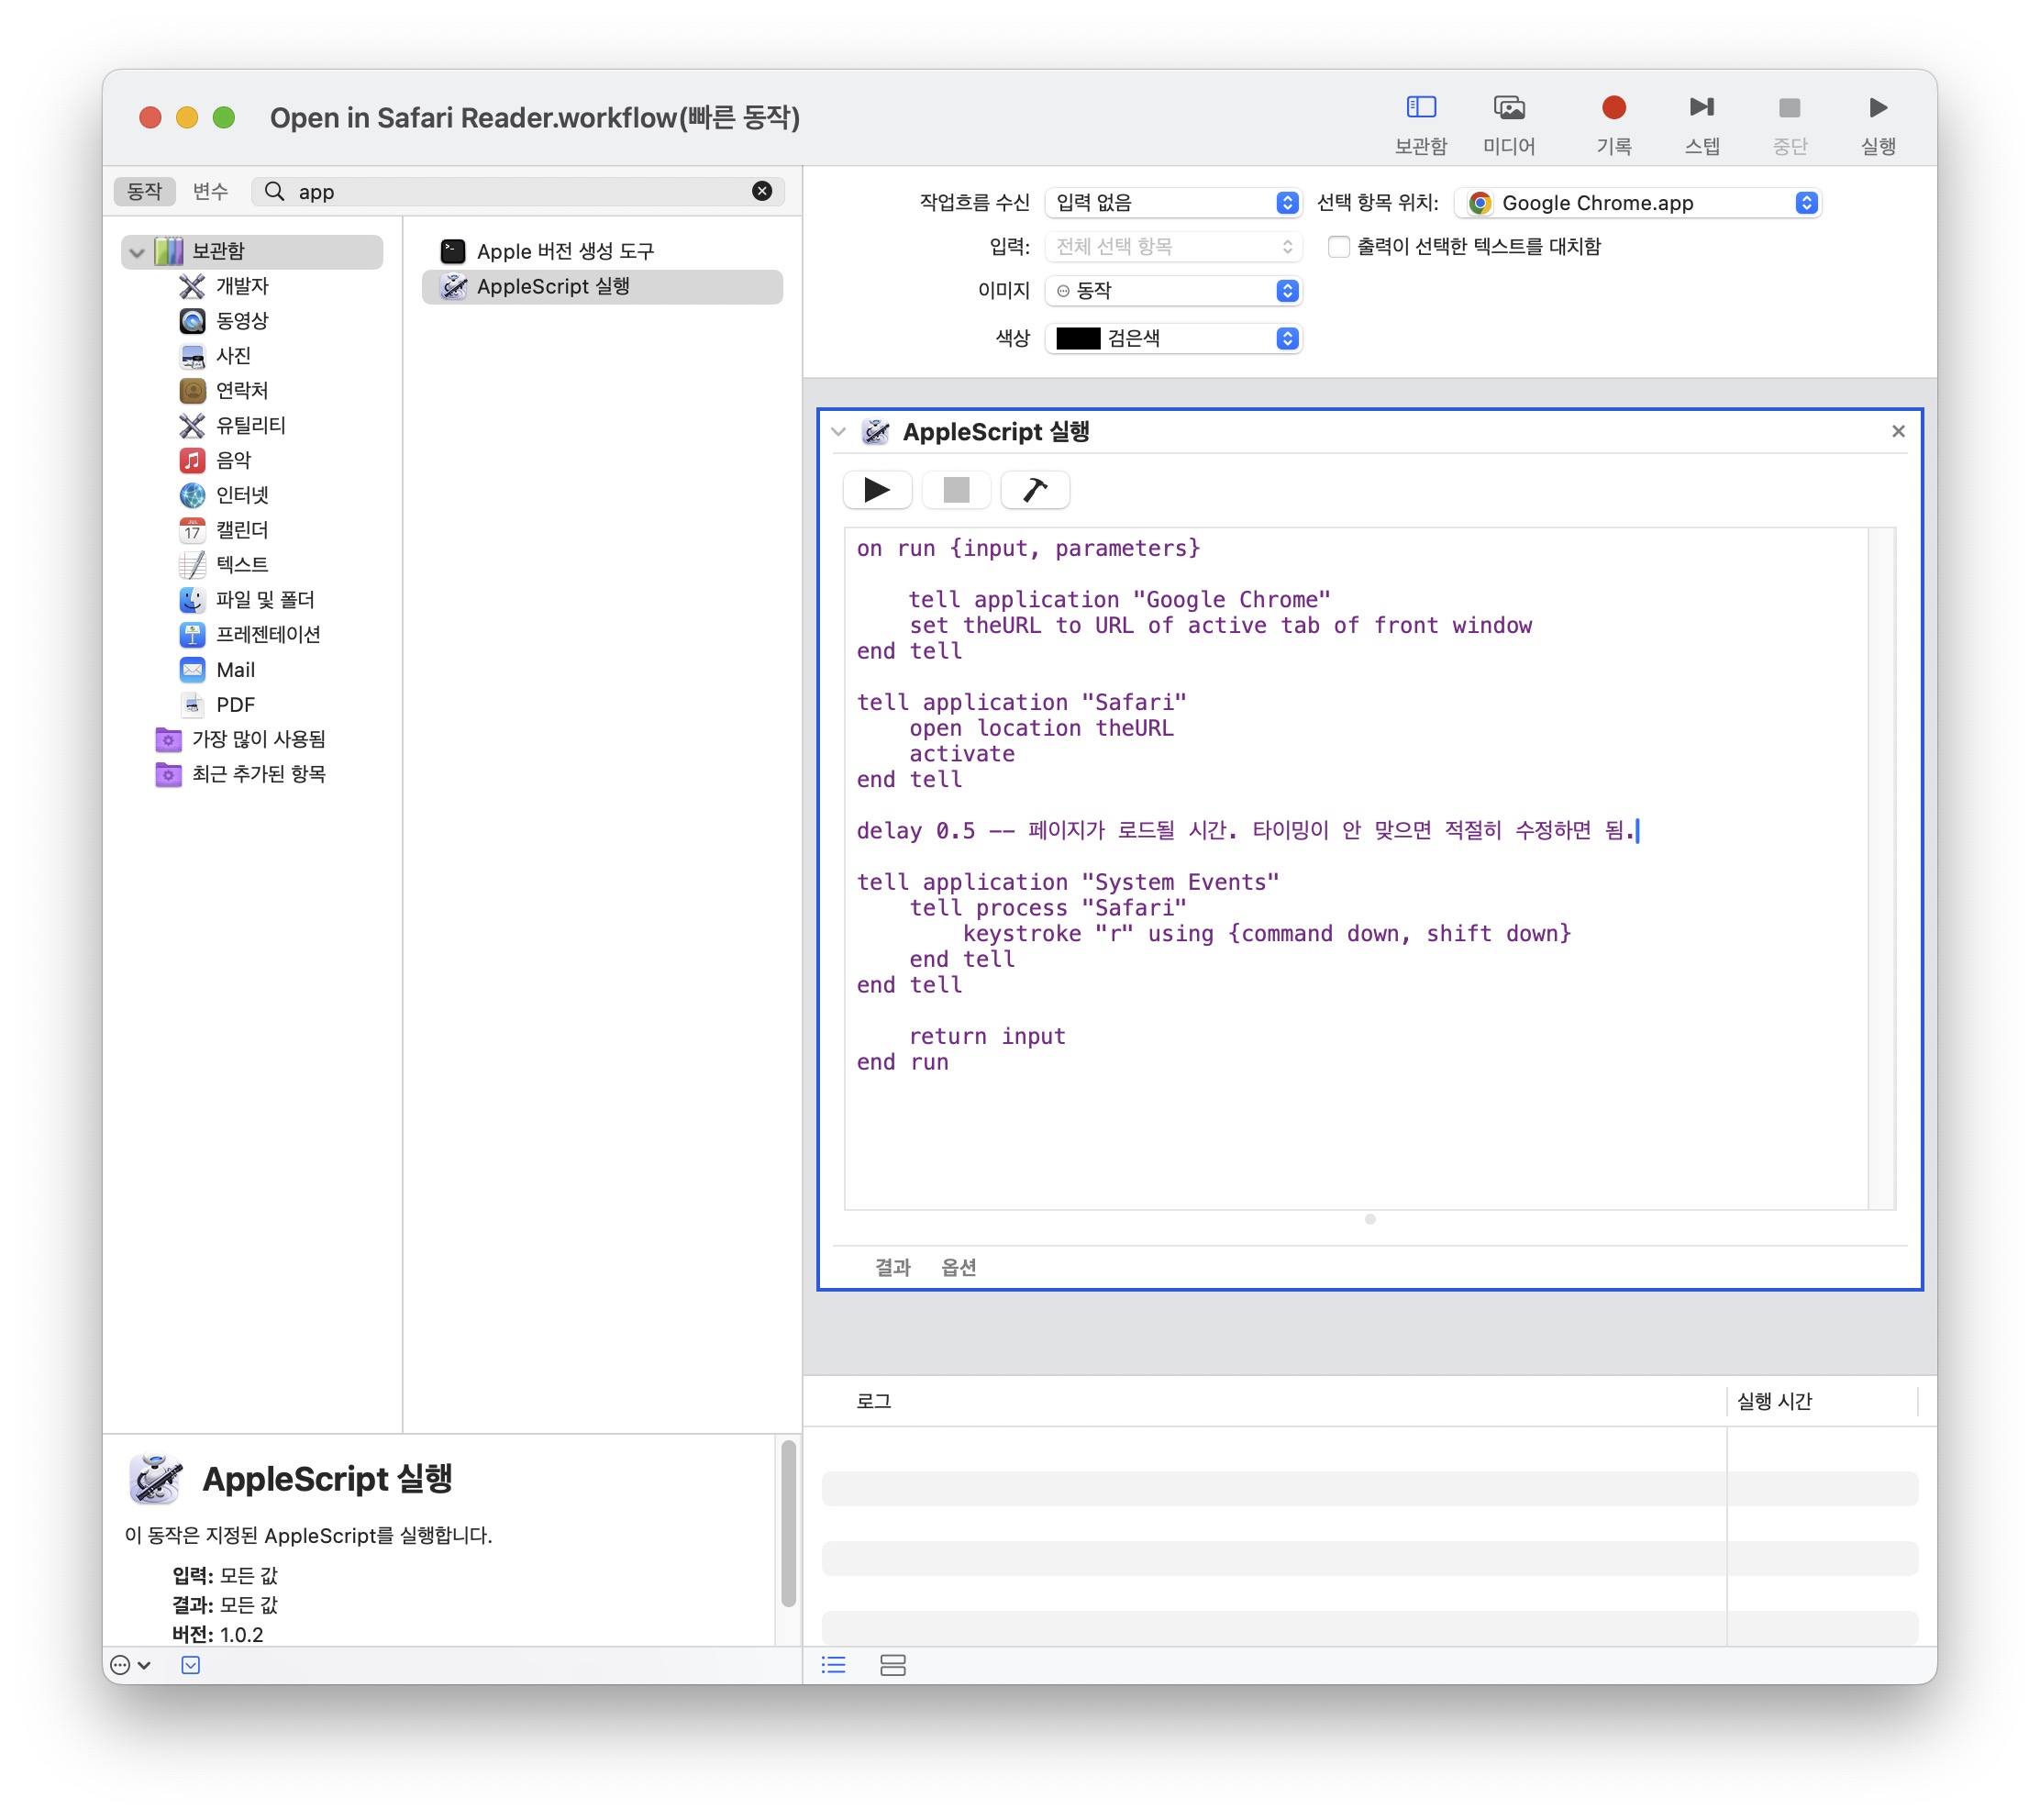 Open in Safari Reader.workflow(빠른 동작)
보관함
미디어
기록
스텝
중단
실행
동작
변수
app
보관함
개발자
동영상
사진
연락처
유틸리티
음악
인터넷
JUL
17
캘린더
텍스트
파일 및 폴더
프레젠테이션
Mail
PDF
가장 많이 사용됨
최근 추가된 항목
Apple 버전 생성 도구
AppleScript 실행
AppleScript 실행
이 동작은 지정된 AppleScript를 실행합니다.
입력: 모든 값
결과: 모든 값
버전: 1.0.2
작업흐름 수신 입력 없음 선택 항목 위치: Google Chrome.app
입력: 전체 선택 항목 출력이 선택한 텍스트를 대치함
이미지 동작
색상 검은색
AppleScript 실행
on run {input, parameters}
tell application "Google Chrome"
set theURL to URL of active tab of front window
end tell
tell application "Safari"
open location theURL
activate
end tell
delay 0.5 -- 페이지가 로드될 시간. 타이밍이 안 맞으면 적절히 수정하면 됨.
tell application "System Events"
tell process "Safari"
keystroke "r" using {command down, shift down}
end tell
end tell
return input
end run
결과 옵션
로그 실행 시간